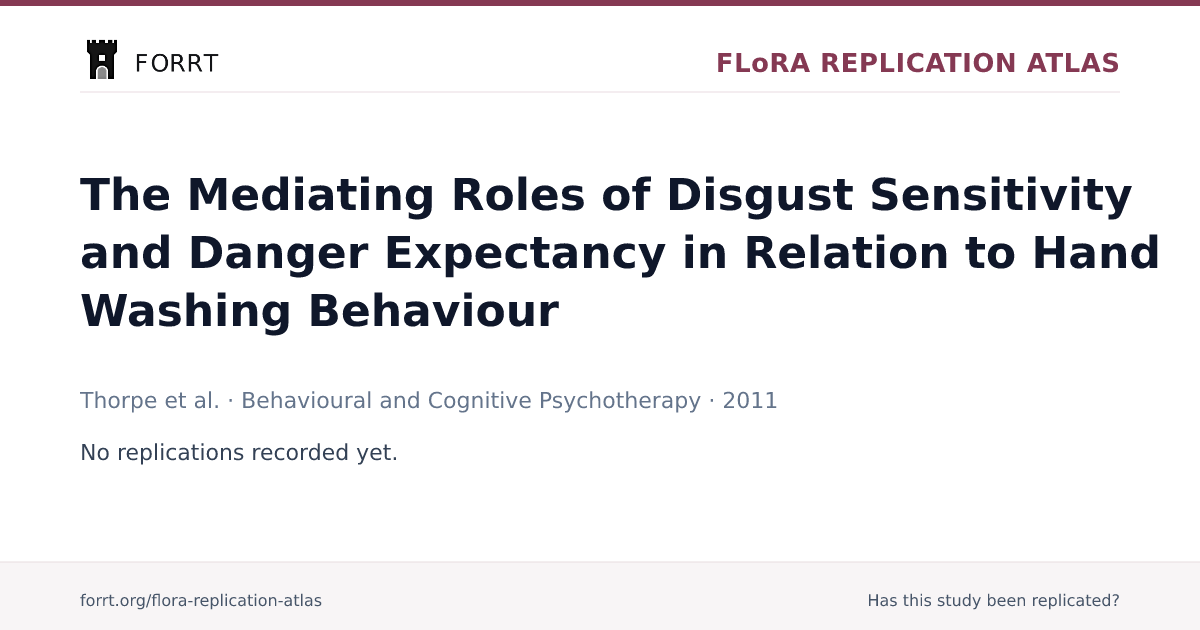 FORRT
FLoRA REPLICATION ATLAS
The Mediating Roles of Disgust Sensitivity
and Danger Expectancy in Relation to Hand
Washing Behaviour
Thorpe et al. · Behavioural and Cognitive Psychotherapy · 2011
No replications recorded yet.
forrt.org/flora-replication-atlas
Has this study been replicated?